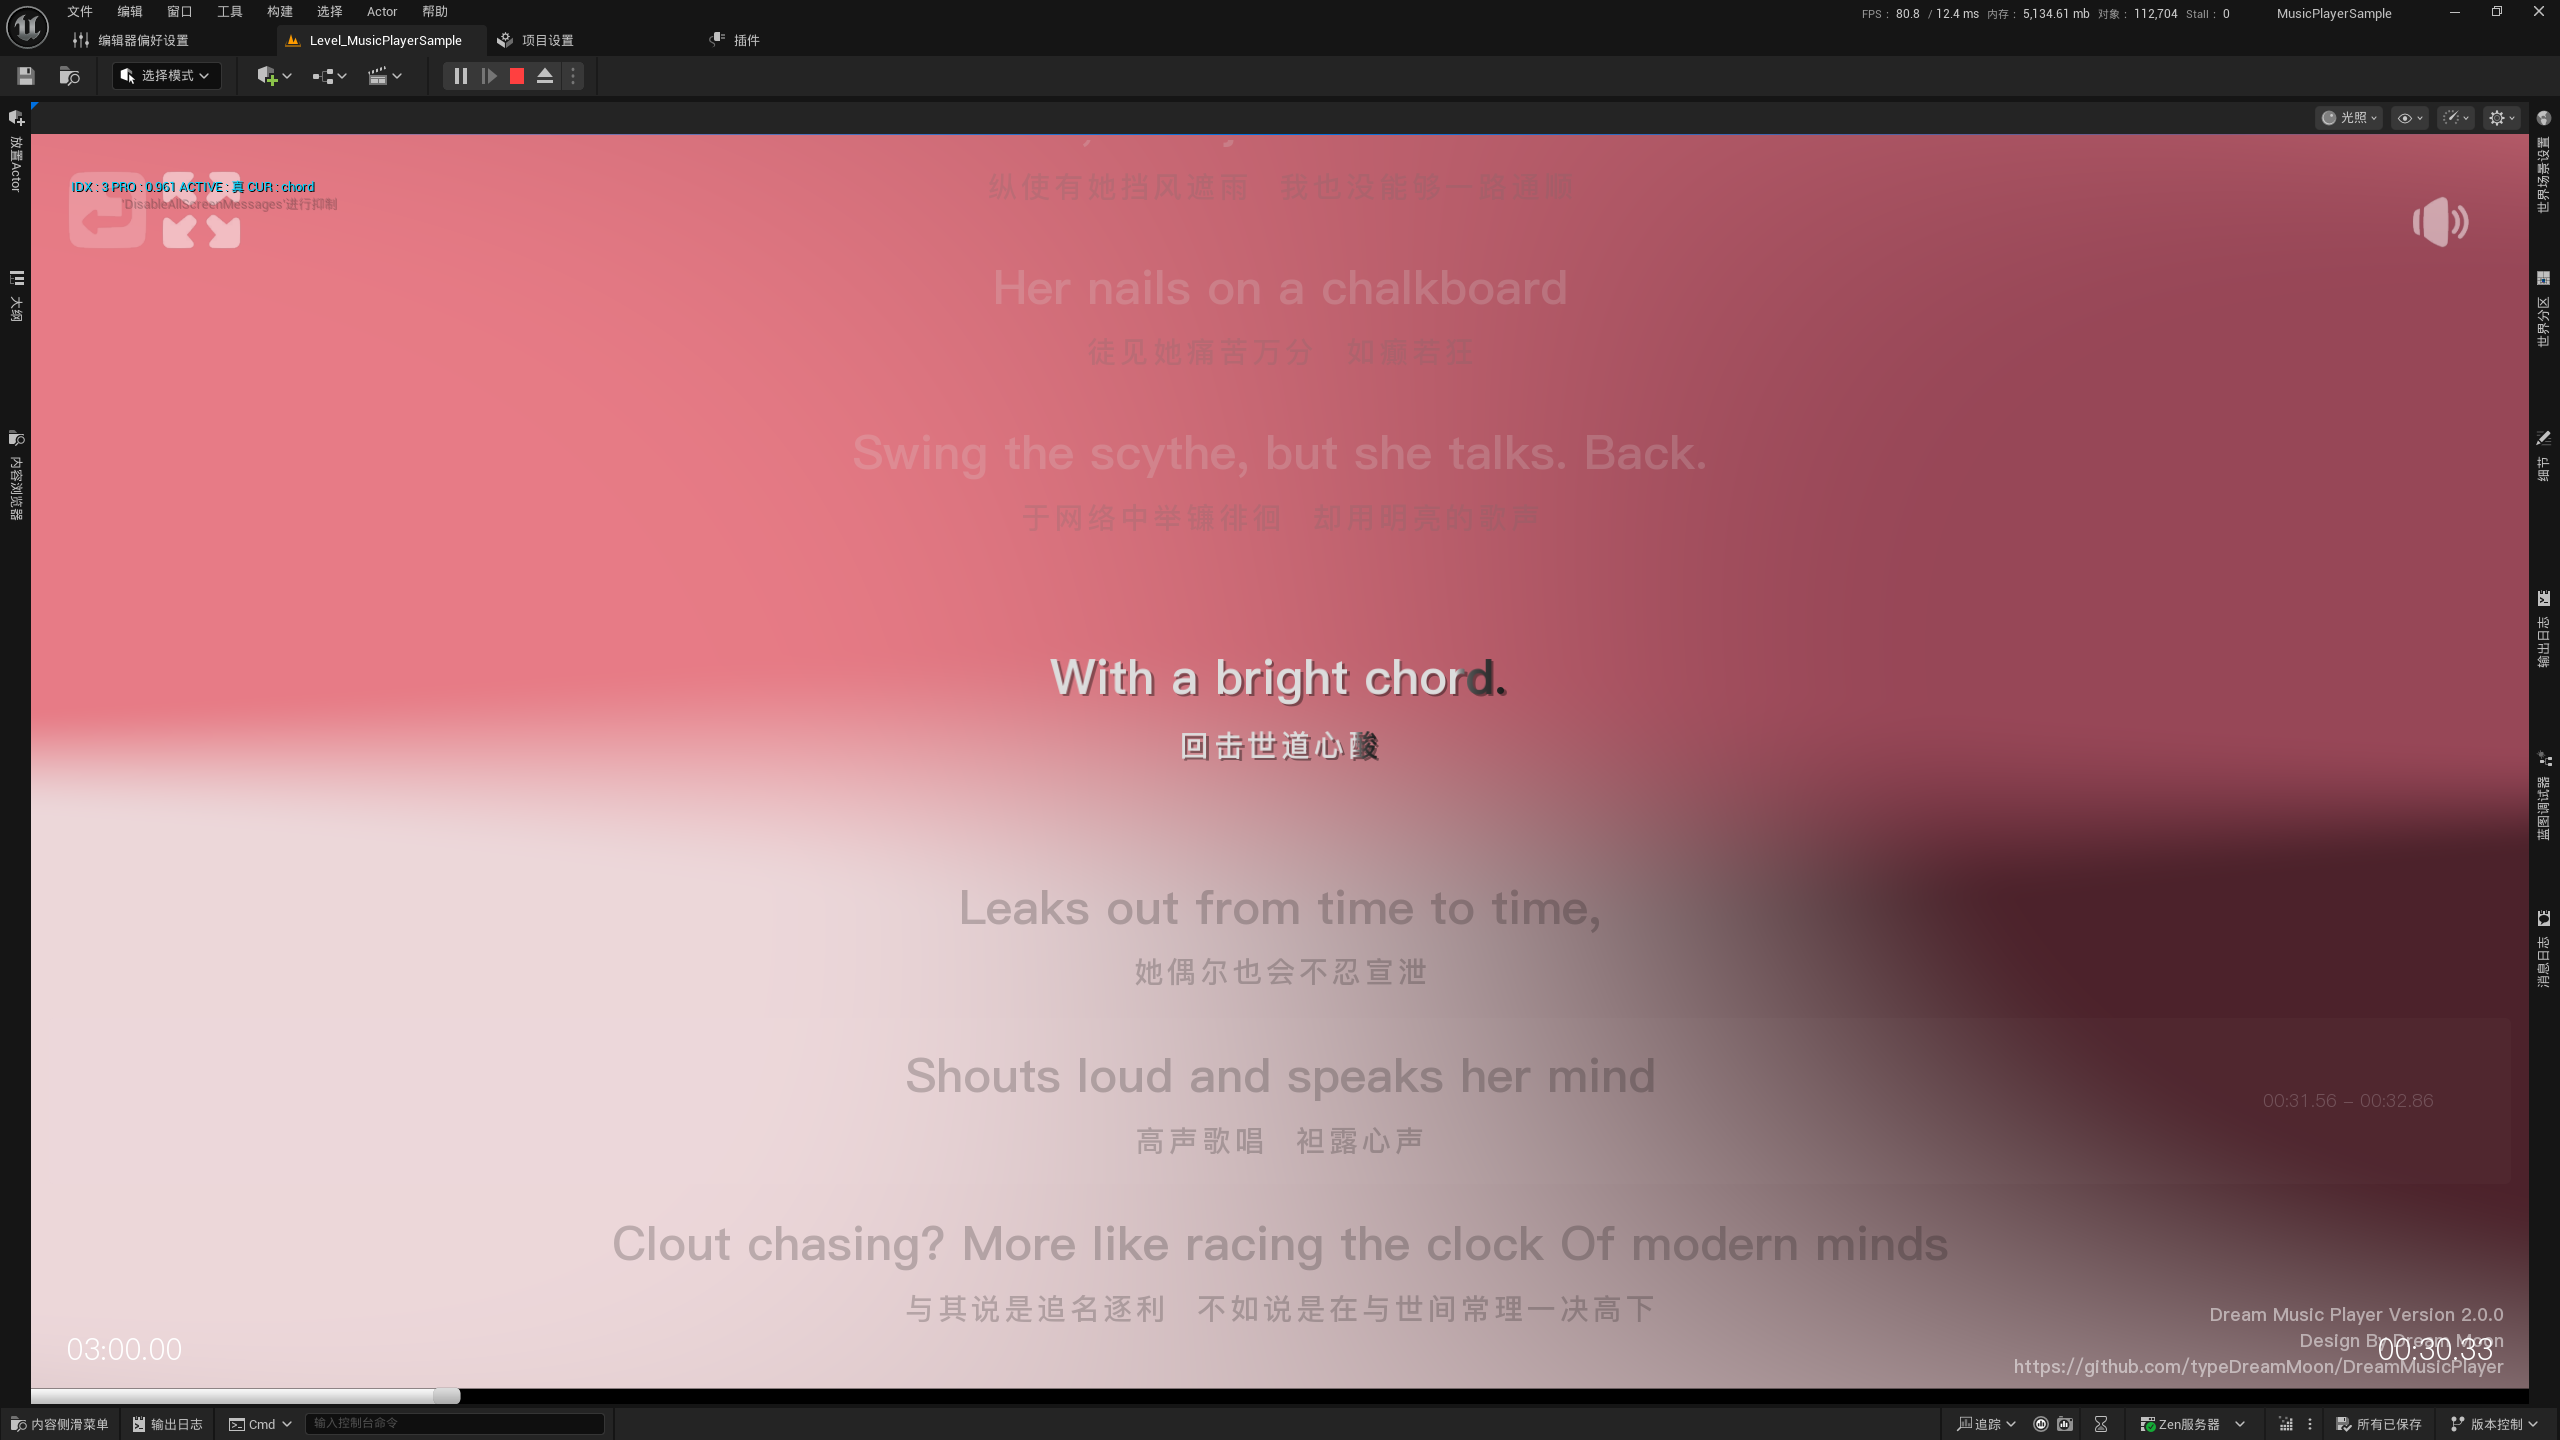 文件 编辑 窗口 工具 构建 选择 Actor 帮助
FPS： 80.8 / 12.4 ms 内存： 5,134.61 mb 对象： 112,704 Stall： 0 MusicPlayerSample
编辑器偏好设置 Level_MusicPlayerSample 项目设置 插件
选择模式
光照
放置Actor
大纲
内容浏览器
世界场景设置
世界分区
细节
输出日志
蓝图调试器
消息日志
IDX : 3 PRO : 0.961 ACTIVE : 真 CUR : chord
'DisableAllScreenMessages'进行抑制
纵使有她挡风遮雨 我也没能够一路通顺
Her nails on a chalkboard
徒见她痛苦万分 如癫若狂
Swing the scythe, but she talks. Back.
于网络中举镰徘徊 却用明亮的歌声
With a bright chord.
回击世道心酸
Leaks out from time to time,
她偶尔也会不忍宣泄
Shouts loud and speaks her mind
高声歌唱 袒露心声
00:31.56 – 00:32.86
Clout chasing? More like racing the clock Of modern minds
与其说是追名逐利 不如说是在与世间常理一决高下
Dream Music Player Version 2.0.0
Design By Dream Moon
https://github.com/typeDreamMoon/DreamMusicPlayer
03:00.00
00:30.33
内容侧滑菜单 输出日志 Cmd 输入控制台命令 追踪 Zen服务器 所有已保存 版本控制